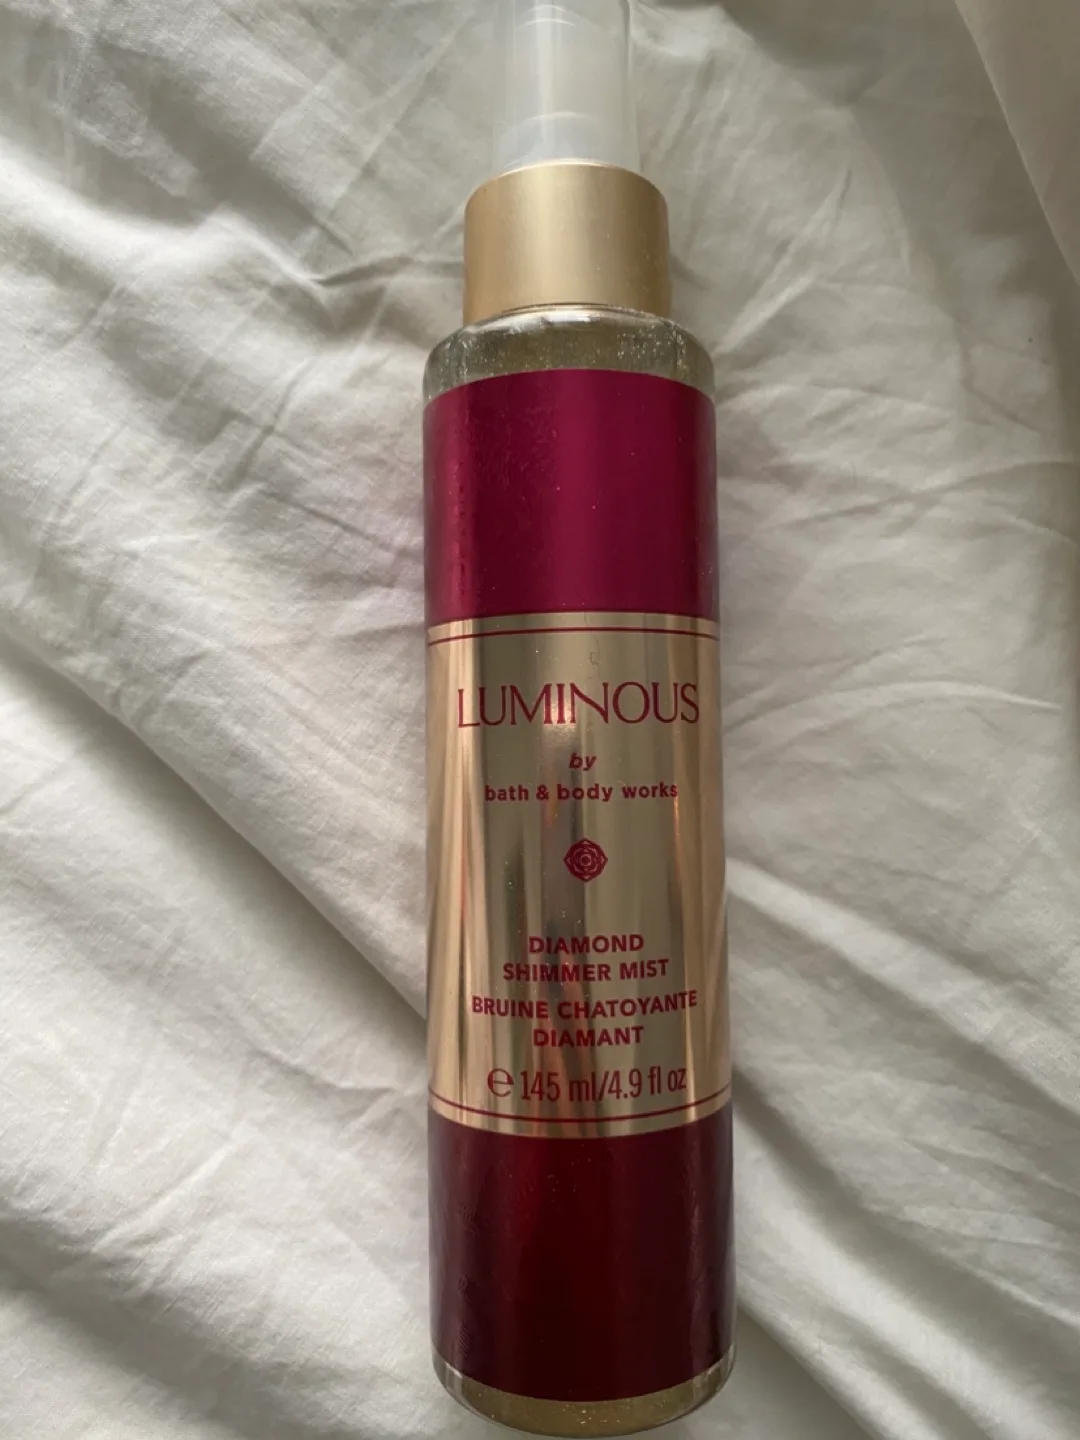 LUMINOUS
by
bath & body works
DIAMOND
SHIMMER MIST
BRUINE CHATOYANTE
DIAMANT
℮ 145 ml/4.9 fl oz